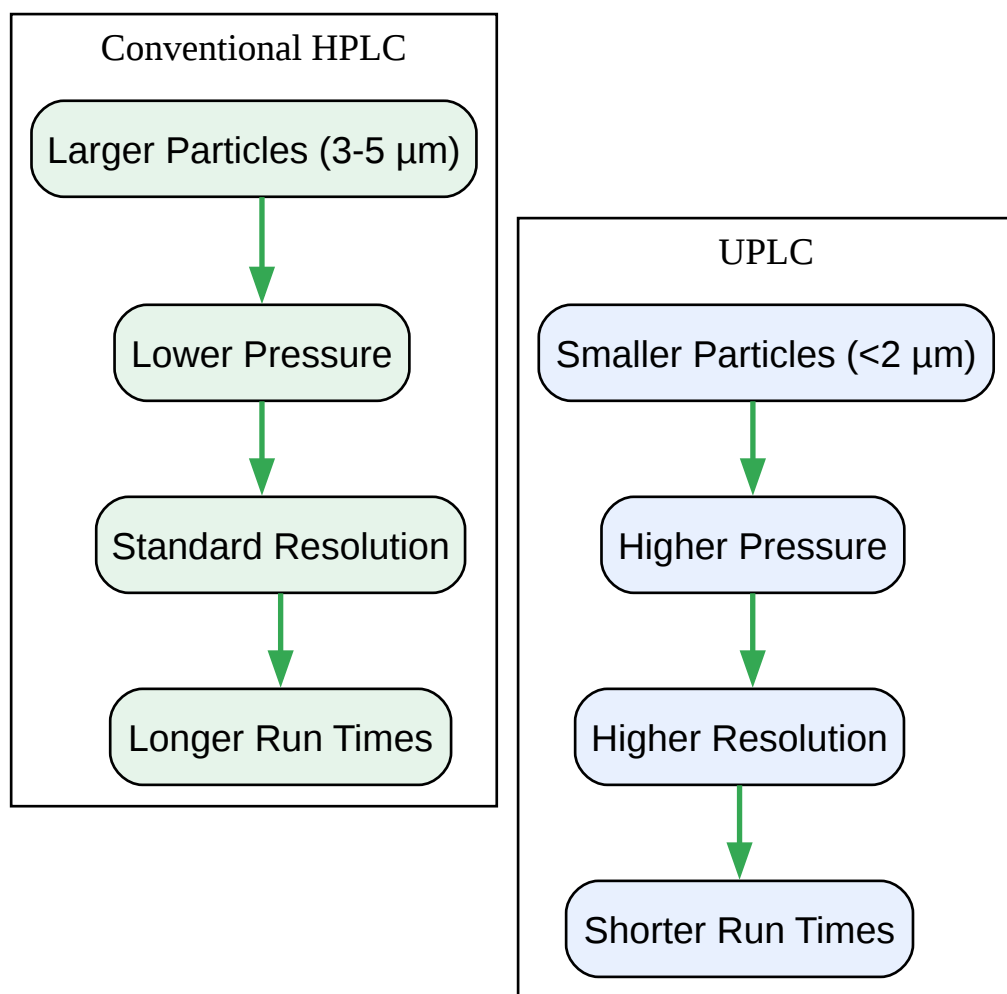 Conventional HPLC
Larger Particles (3-5 µm)
Lower Pressure
Standard Resolution
Longer Run Times
UPLC
Smaller Particles (<2 µm)
Higher Pressure
Higher Resolution
Shorter Run Times